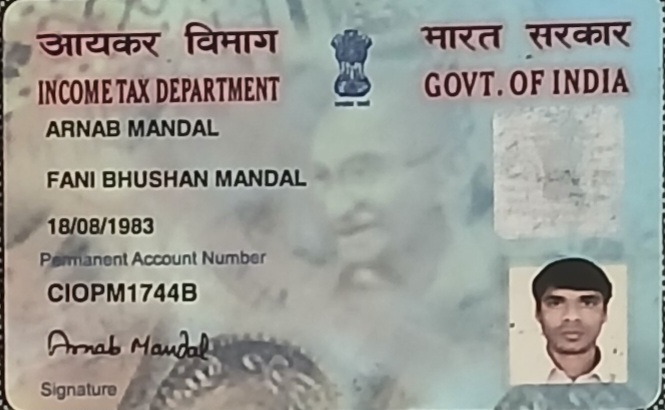 आयकर विभाग
भारत सरकार
INCOME TAX DEPARTMENT
GOVT. OF INDIA
ARNAB MANDAL
FANI BHUSHAN MANDAL
18/08/1983
Permanent Account Number
CIOPM1744B
Arnab Mandal
Signature